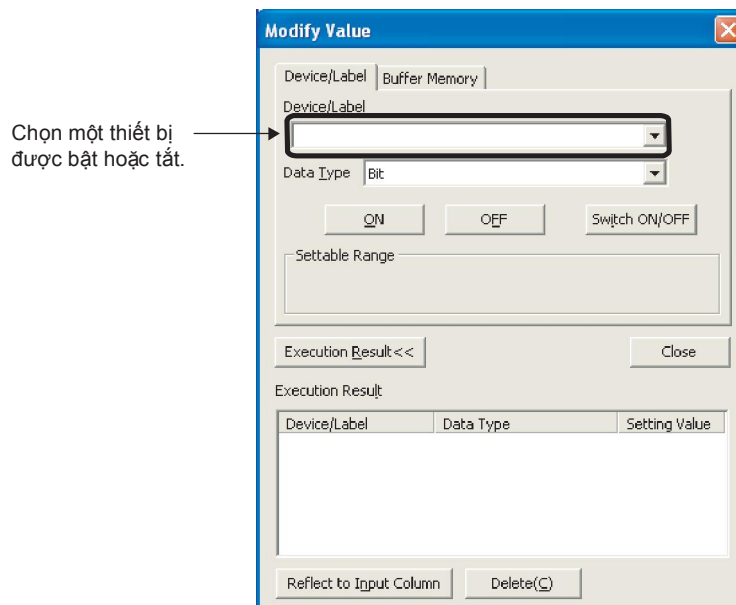 Modify Value
Device/Label Buffer Memory
Device/Label
Chọn một thiết bị
được bật hoặc tắt.
Data Type Bit
ON OFF Switch ON/OFF
Settable Range
Execution Result<< Close
Execution Result
Device/Label Data Type Setting Value
Reflect to Input Column Delete(C)